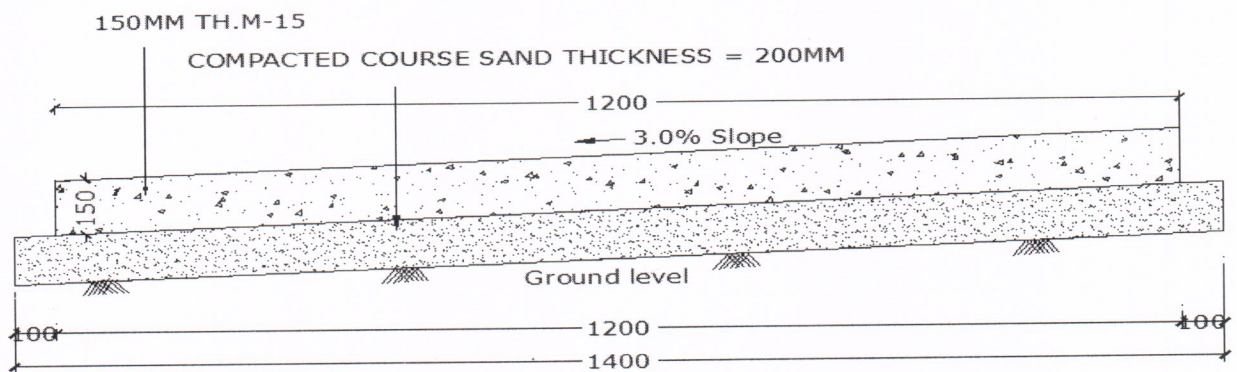 150MM TH.M-15
COMPACTED COURSE SAND THICKNESS = 200MM
1200
3.0% Slope
150
Ground level
100
1200
100
1400